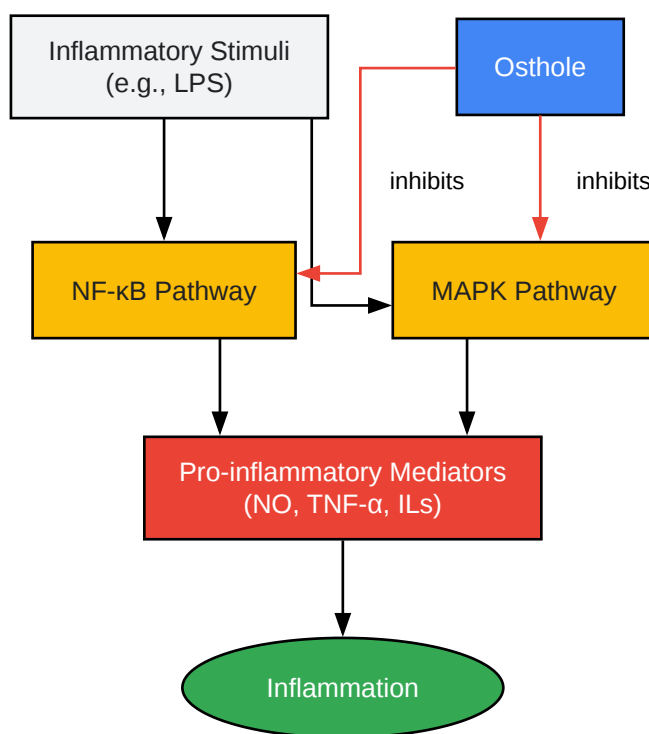 Inflammatory Stimuli
(e.g., LPS)
Osthole
inhibits
inhibits
NF-κB Pathway
MAPK Pathway
Pro-inflammatory Mediators
(NO, TNF-α, ILs)
Inflammation